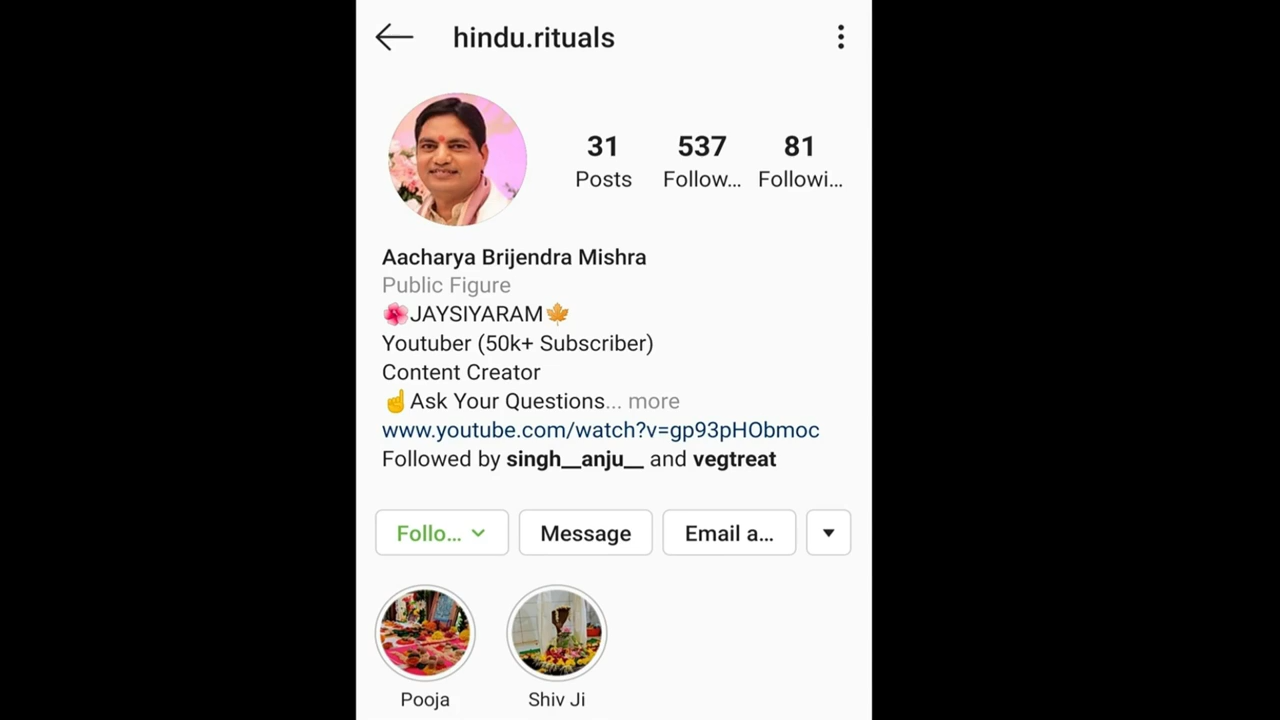 hindu.rituals
31 537 81
Posts Follow... Followi...
Aacharya Brijendra Mishra
Public Figure
🌺JAYSIYARAM🍁
Youtuber (50k+ Subscriber)
Content Creator
☝Ask Your Questions... more
www.youtube.com/watch?v=gp93pHObmoc
Followed by singh__anju__ and vegtreat
Follo... Message Email a...
Pooja Shiv Ji